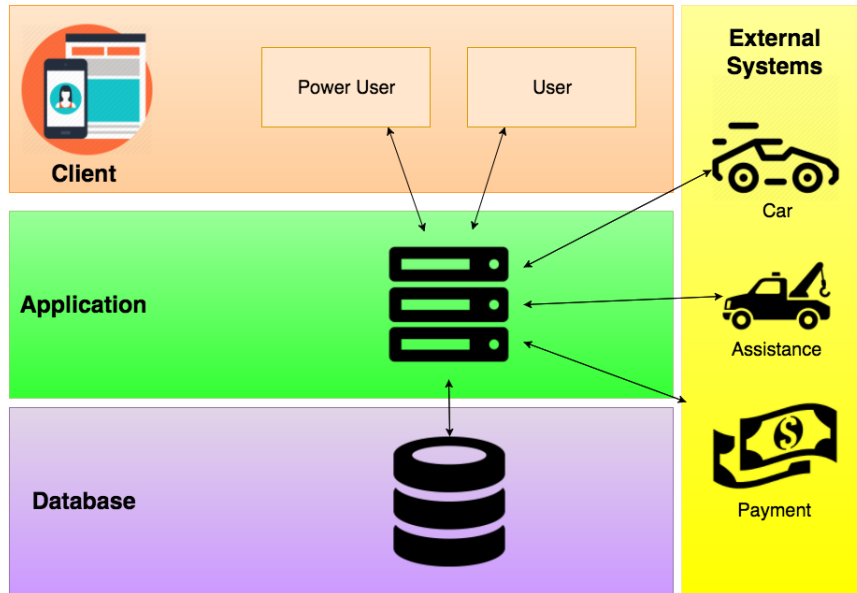 Power User
User
Client
Application
Database
External
Systems
Car
Assistance
$
Payment